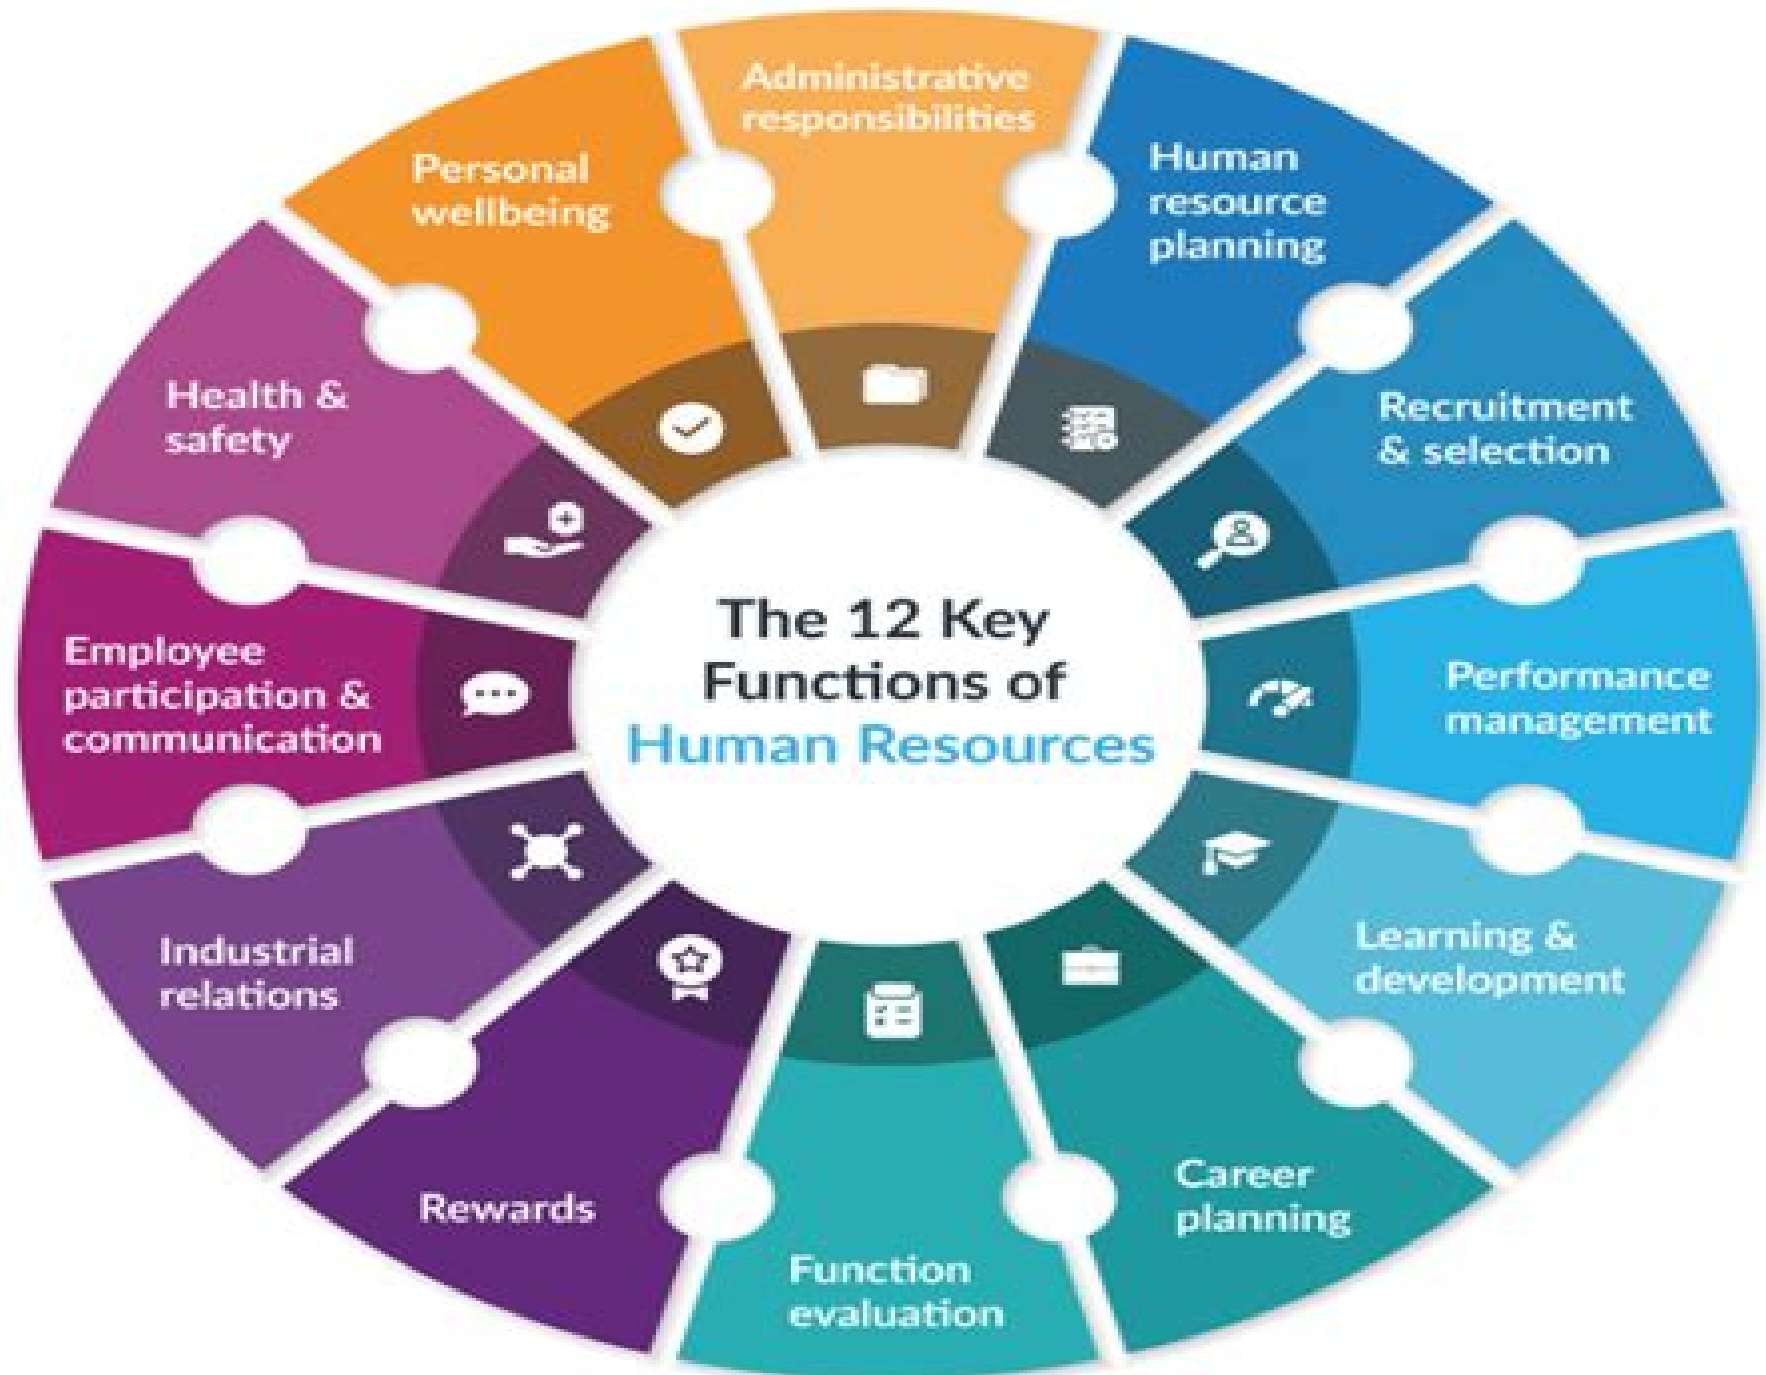 The 12 Key
Functions of
Human Resources
Administrative
responsibilities
Human
resource
planning
Recruitment
& selection
Performance
management
Learning &
development
Career
planning
Function
evaluation
Rewards
Industrial
relations
Employee
participation &
communication
Health &
safety
Personal
wellbeing